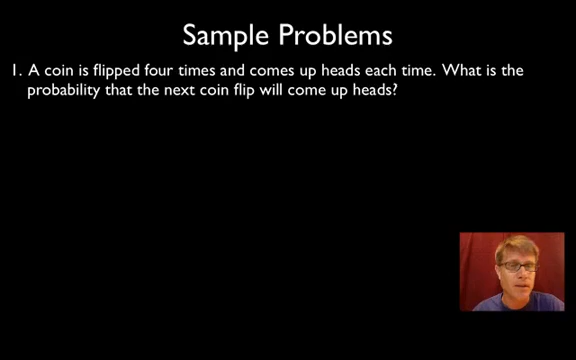 Sample Problems
1. A coin is flipped four times and comes up heads each time. What is the
probability that the next coin flip will come up heads?